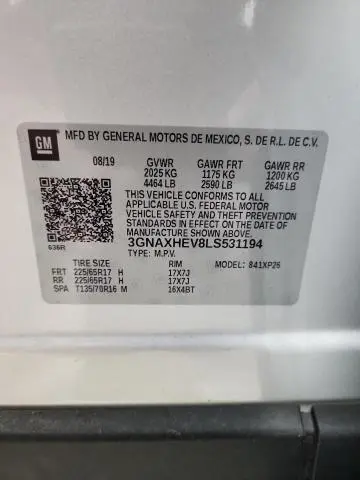 GM
MFD BY GENERAL MOTORS DE MEXICO, S. DE R.L. DE C.V.
08/19 GVWR GAWR FRT GAWR RR
2025 KG 1175 KG 1200 KG
4464 LB 2590 LB 2645 LB
THIS VEHICLE CONFORMS TO ALL
APPLICABLE U.S. FEDERAL MOTOR
VEHICLE SAFETY, BUMPER, AND THEFT
PREVENTION STANDARDS IN EFFECT ON
THE DATE OF MANUFACTURE SHOWN ABOVE.
3GNAXHEV8LS531194
636R TYPE: M.P.V.
TIRE SIZE RIM MODEL: 841XP26
FRT 225/65R17 H 17X7J
RR 225/65R17 H 17X7J
SPA T135/70R16 M 16X4BT